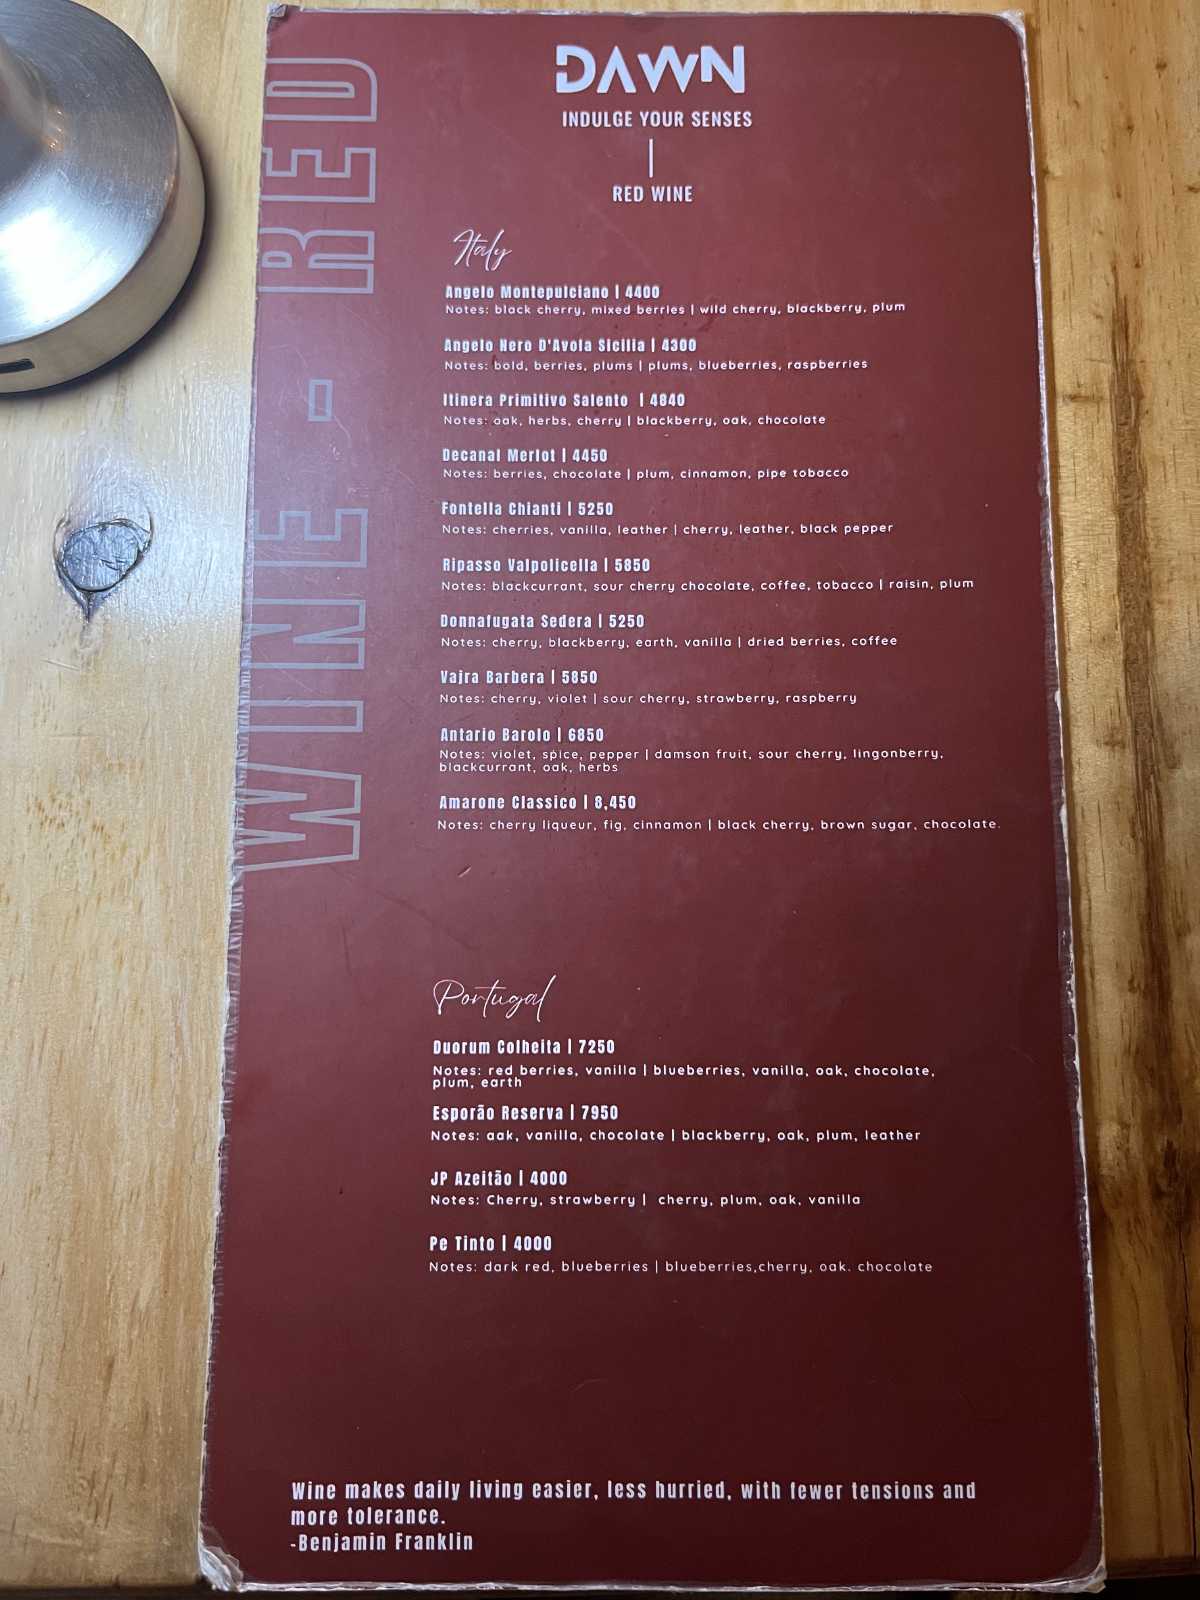 WINE - RED
DAWN
INDULGE YOUR SENSES
RED WINE
Italy
Angelo Montepulciano | 4400
Notes: black cherry, mixed berries | wild cherry, blackberry, plum
Angelo Nero D'Avola Sicilia | 4300
Notes: bold, berries, plums | plums, blueberries, raspberries
Itinera Primitivo Salento | 4840
Notes: oak, herbs, cherry | blackberry, oak, chocolate
Decanal Merlot | 4450
Notes: berries, chocolate | plum, cinnamon, pipe tobacco
Fontella Chianti | 5250
Notes: cherries, vanilla, leather | cherry, leather, black pepper
Ripasso Valpolicella | 5850
Notes: blackcurrant, sour cherry chocolate, coffee, tobacco | raisin, plum
Donnafugata Sedera | 5250
Notes: cherry, blackberry, earth, vanilla | dried berries, coffee
Vajra Barbera | 5850
Notes: cherry, violet | sour cherry, strawberry, raspberry
Antario Barolo | 6850
Notes: violet, spice, pepper | damson fruit, sour cherry, lingonberry,
blackcurrant, oak, herbs
Amarone Classico | 8,450
Notes: cherry liqueur, fig, cinnamon | black cherry, brown sugar, chocolate.
Portugal
Duorum Colheita | 7250
Notes: red berries, vanilla | blueberries, vanilla, oak, chocolate,
plum, earth
Esporão Reserva | 7950
Notes: aak, vanilla, chocolate | blackberry, oak, plum, leather
JP Azeitão | 4000
Notes: Cherry, strawberry | cherry, plum, oak, vanilla
Pe Tinto | 4000
Notes: dark red, blueberries | blueberries,cherry, oak. chocolate
Wine makes daily living easier, less hurried, with fewer tensions and
more tolerance.
-Benjamin Franklin